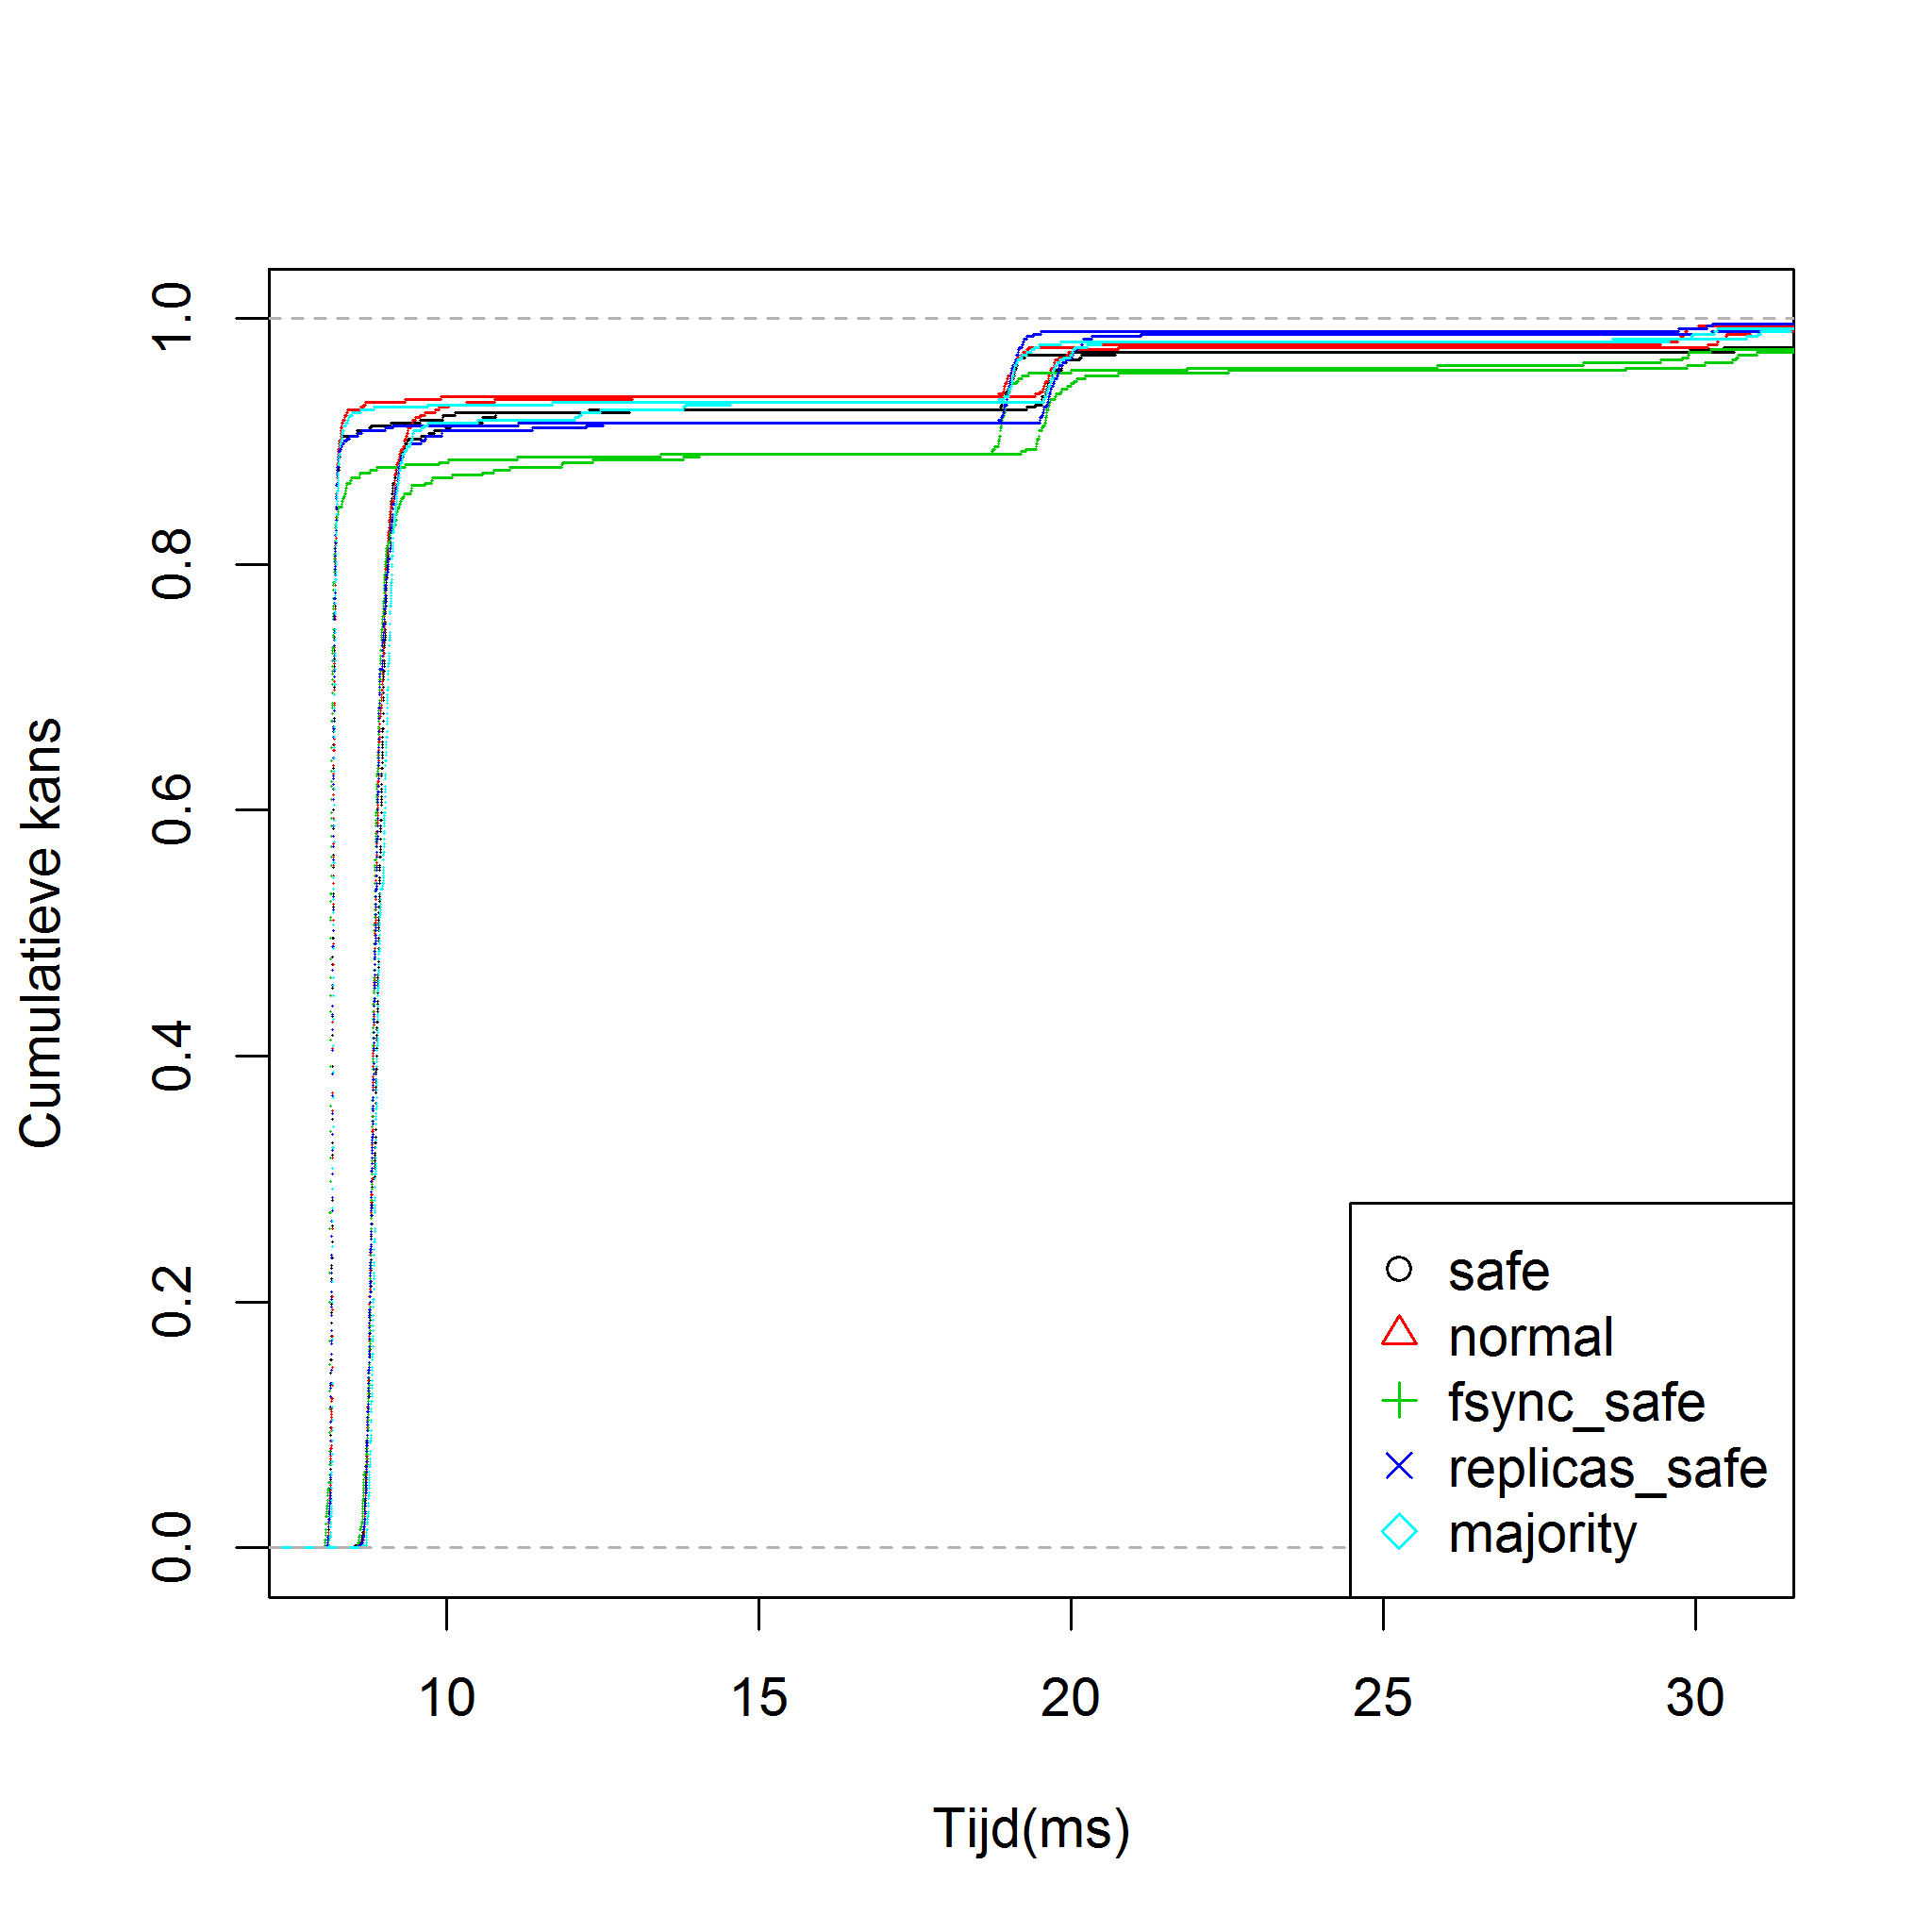 Cumulatieve kans
1.0
0.8
0.6
0.4
0.2
0.0
safe
normal
fsync_safe
replicas_safe
majority
10 15 20 25 30
Tijd(ms)